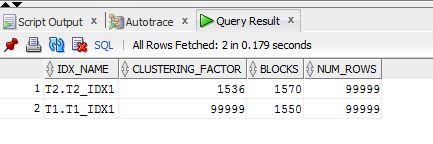 Script Output × Autotrace × Query Result ×
SQL | All Rows Fetched: 2 in 0.179 seconds
IDX_NAME CLUSTERING_FACTOR BLOCKS NUM_ROWS
1 T2.T2_IDX1 1536 1570 99999
2 T1.T1_IDX1 99999 1550 99999